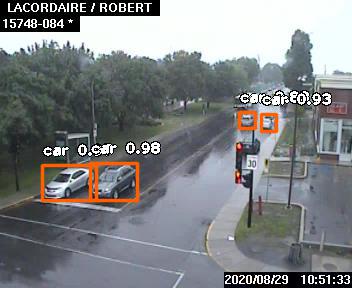 LACORDAIRE / ROBERT
15748-084 *
car 0.93
car 0.98
30
2020/08/29 10:51:33